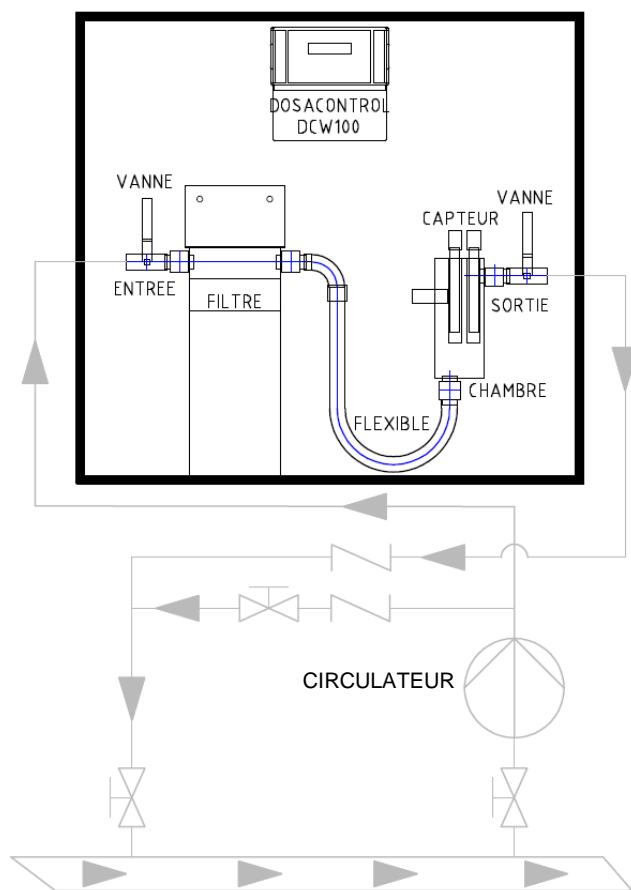 DOSACONTROL
DCW100
VANNE
VANNE
CAPTEUR
ENTREE
FILTRE
SORTIE
CHAMBRE
FLEXIBLE
CIRCULATEUR